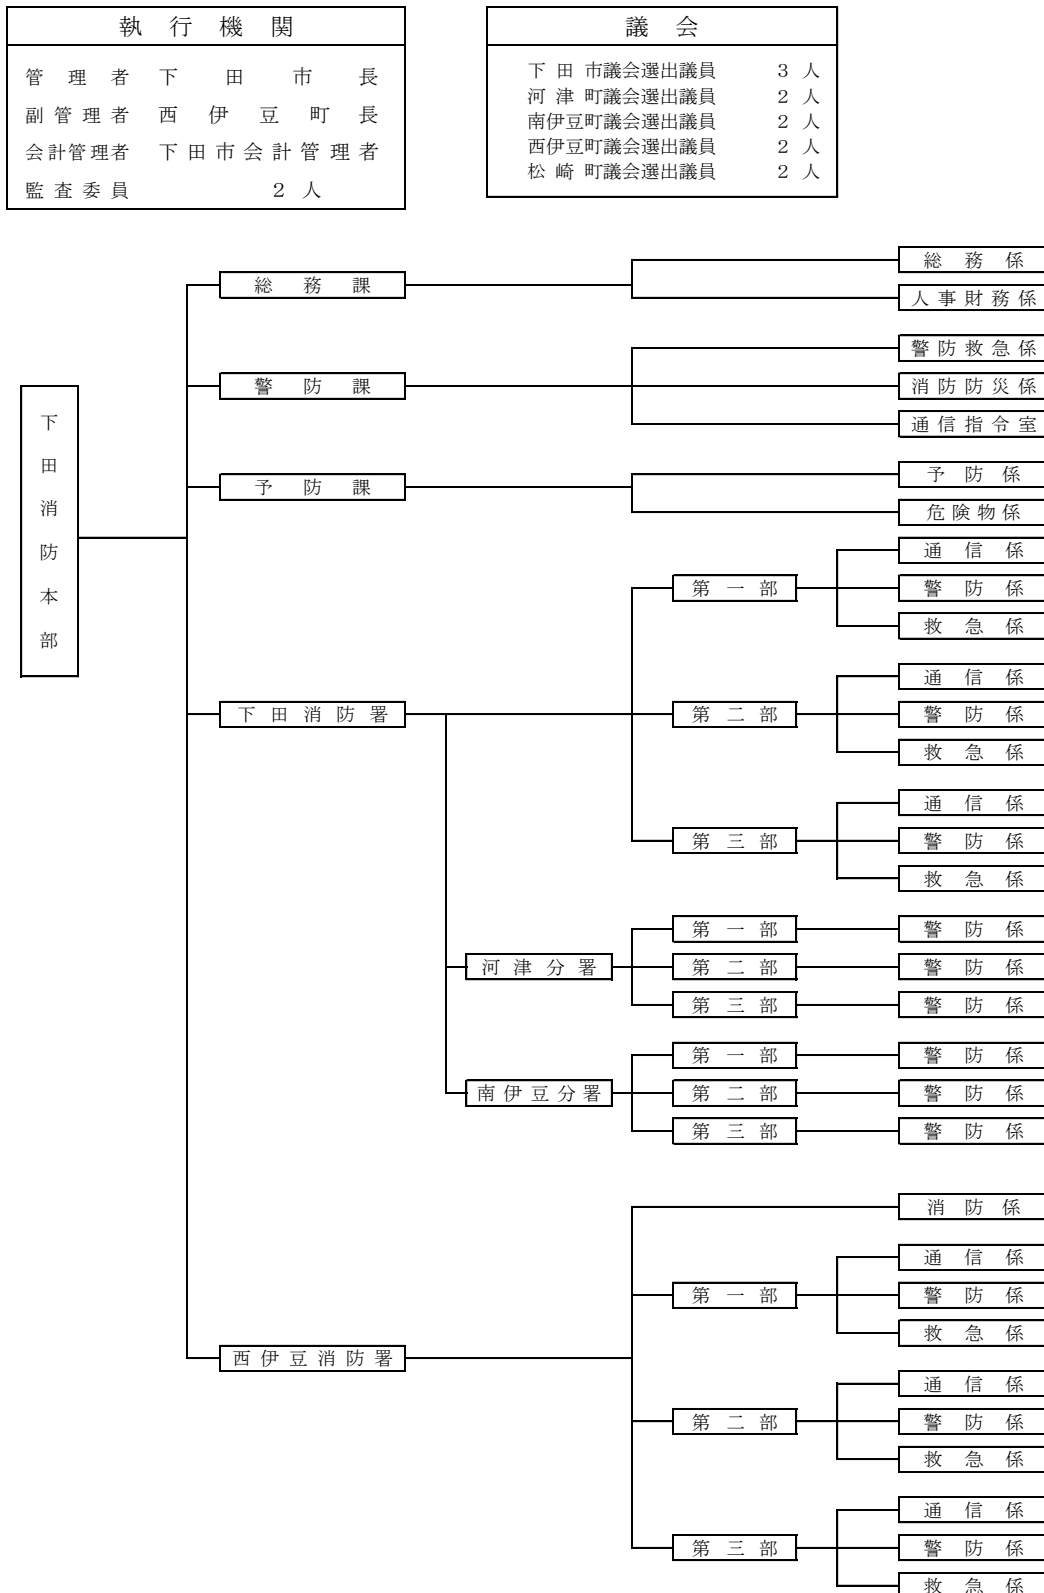 執行機関
管理者 下田市長
副管理者 西伊豆町長
会計管理者 下田市会計管理者
監査委員 2人
議会
下田市議会選出議員 3人
河津町議会選出議員 2人
南伊豆町議会選出議員 2人
西伊豆町議会選出議員 2人
松崎町議会選出議員 2人
下田消防本部
総務課
総務係
人事財務係
警防課
警防救急係
消防防災係
通信指令室
予防課
予防係
危険物係
下田消防署
第一部
通信係
警防係
救急係
第二部
通信係
警防係
救急係
第三部
通信係
警防係
救急係
河津分署
第一部
警防係
第二部
警防係
第三部
警防係
南伊豆分署
第一部
警防係
第二部
警防係
第三部
警防係
西伊豆消防署
消防係
第一部
通信係
警防係
救急係
第二部
通信係
警防係
救急係
第三部
通信係
警防係
救急係